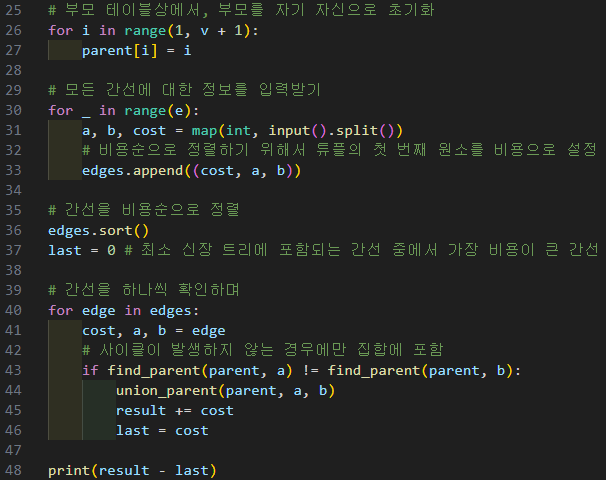 25 # 부모 테이블상에서, 부모를 자기 자신으로 초기화
26 for i in range(1, v + 1):
27     parent[i] = i
28
29 # 모든 간선에 대한 정보를 입력받기
30 for _ in range(e):
31     a, b, cost = map(int, input().split())
32     # 비용순으로 정렬하기 위해서 튜플의 첫 번째 원소를 비용으로 설정
33     edges.append((cost, a, b))
34
35 # 간선을 비용순으로 정렬
36 edges.sort()
37 last = 0 # 최소 신장 트리에 포함되는 간선 중에서 가장 비용이 큰 간선
38
39 # 간선을 하나씩 확인하며
40 for edge in edges:
41     cost, a, b = edge
42     # 사이클이 발생하지 않는 경우에만 집합에 포함
43     if find_parent(parent, a) != find_parent(parent, b):
44         union_parent(parent, a, b)
45         result += cost
46         last = cost
47
48 print(result - last)